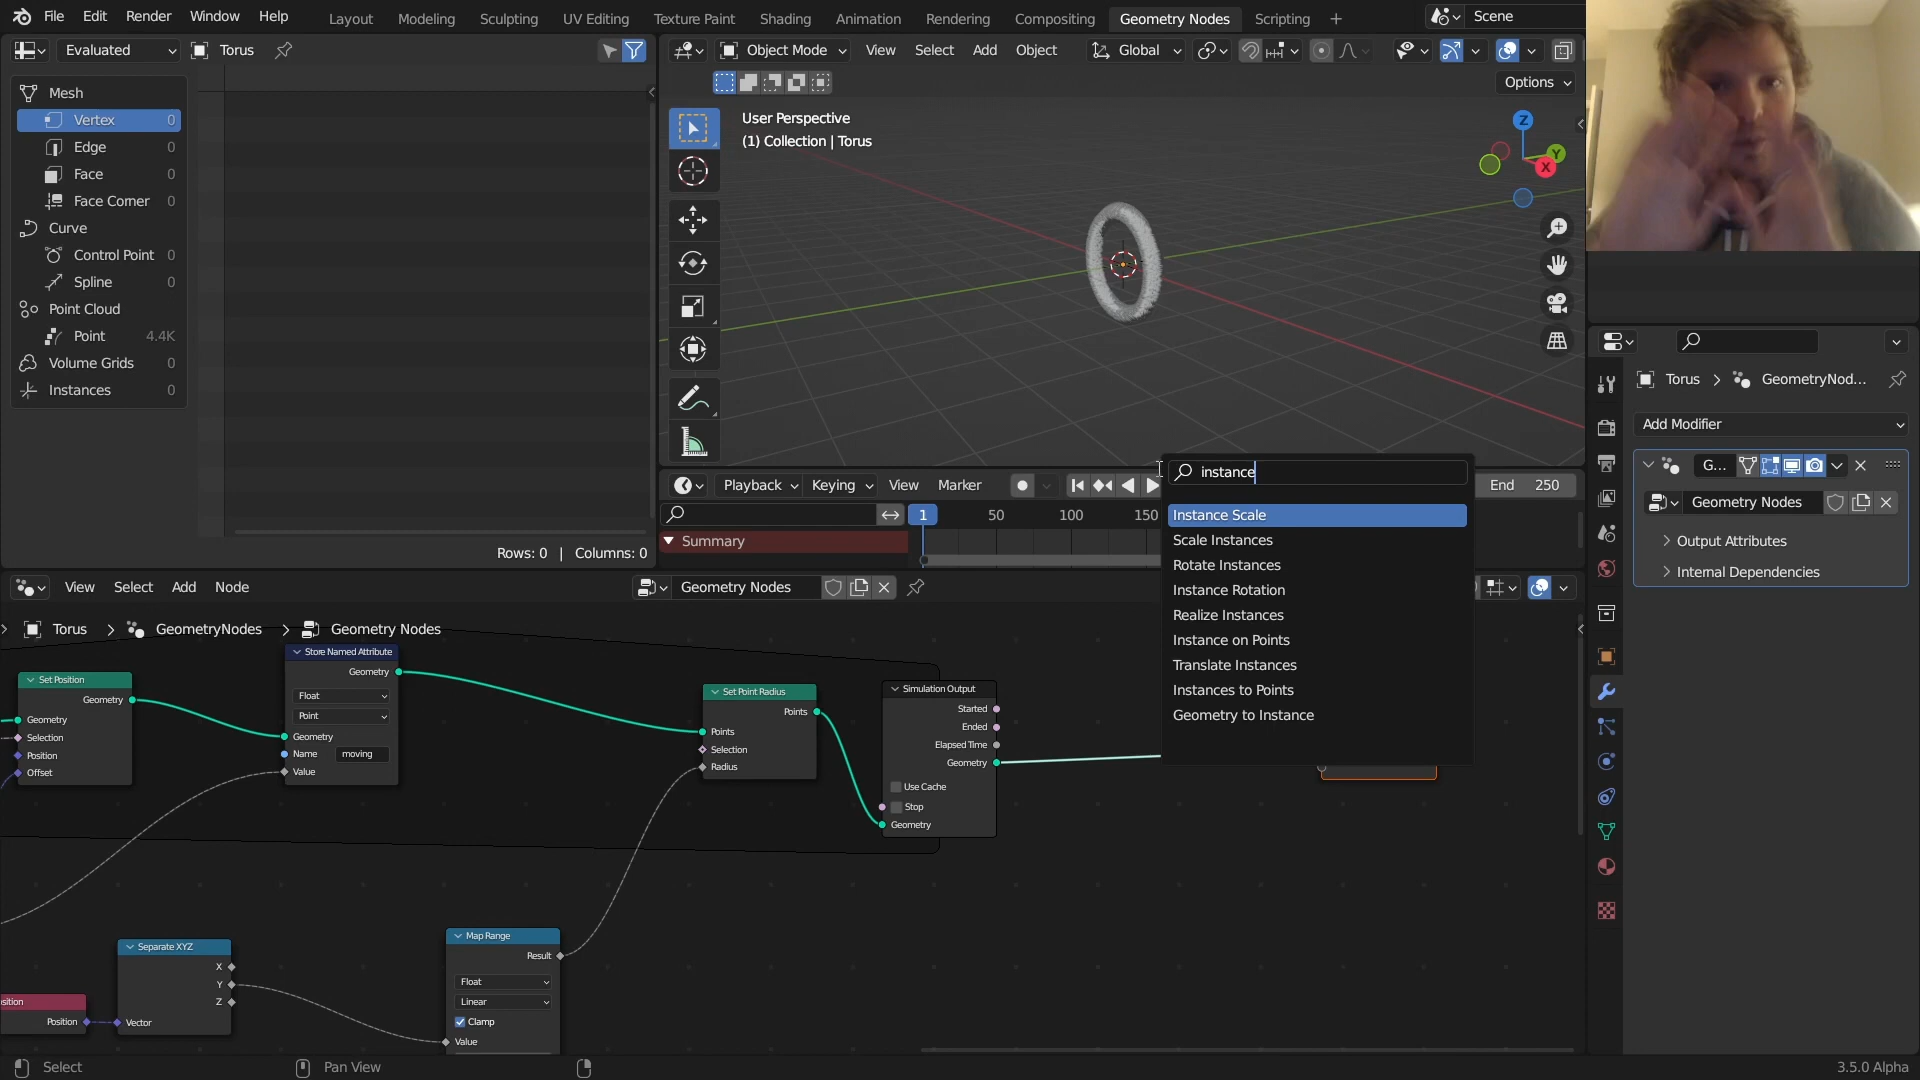 File Edit Render Window Help
Layout Modeling Sculpting UV Editing Texture Paint Shading Animation Rendering Compositing Geometry Nodes Scripting +
Scene
Evaluated Torus
Object Mode View Select Add Object Global
Options
Mesh
Vertex 0
Edge 0
Face 0
Face Corner 0
Curve
Control Point 0
Spline 0
Point Cloud
Point 4.4K
Volume Grids 0
Instances 0
Rows: 0 | Columns: 0
User Perspective
(1) Collection | Torus
Z
Y
X
Playback Keying View Marker
End 250
1 50 100 150
Summary
instance
Instance Scale
Scale Instances
Rotate Instances
Instance Rotation
Realize Instances
Instance on Points
Translate Instances
Instances to Points
Geometry to Instance
Torus > GeometryNod...
Add Modifier
G...
Geometry Nodes
Output Attributes
Internal Dependencies
View Select Add Node
Geometry Nodes
Torus > GeometryNodes > Geometry Nodes
Set Position
Geometry
Geometry
Selection
Position
Offset
Store Named Attribute
Geometry
Float
Point
Geometry
Name moving
Value
Set Point Radius
Points
Points
Selection
Radius
Simulation Output
Started
Ended
Elapsed Time
Geometry
Use Cache
Stop
Geometry
Separate XYZ
X
Y
Z
Vector
sition
Position
Map Range
Result
Float
Linear
Clamp
Value
Select
Pan View
3.5.0 Alpha